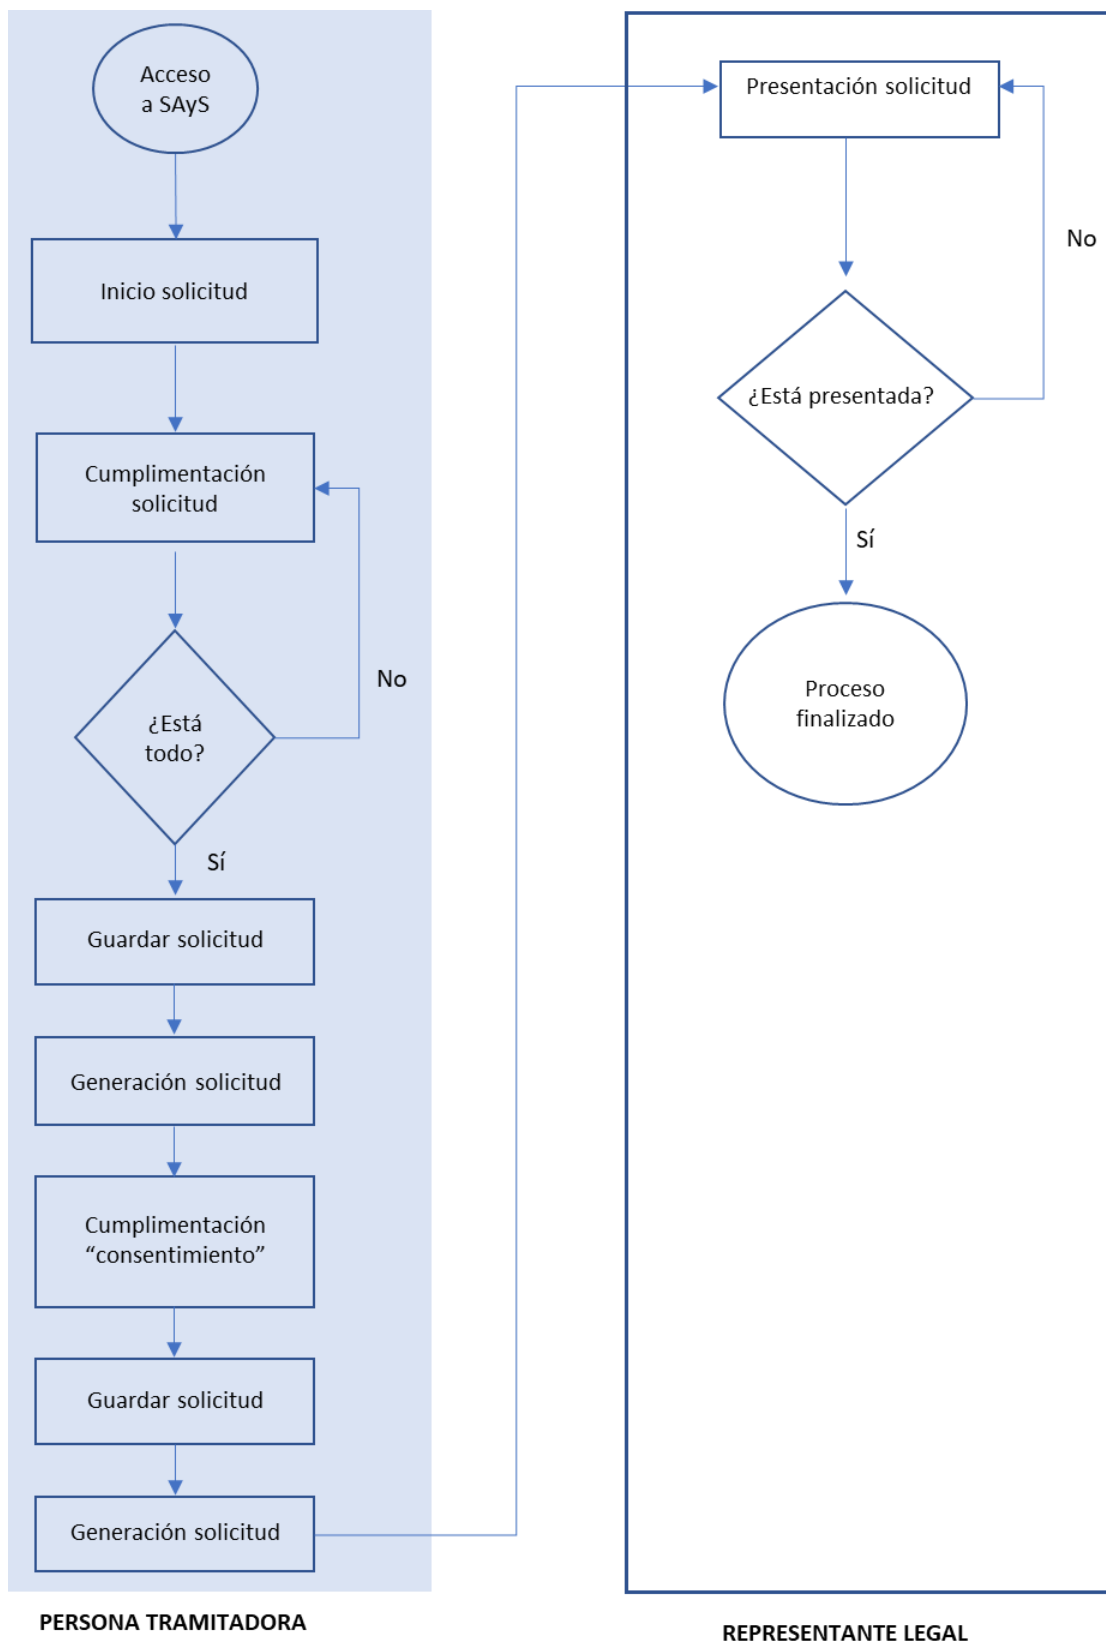 Acceso
a SAyS
Inicio solicitud
Cumplimentación
solicitud
No
¿Está
todo?
Sí
Guardar solicitud
Generación solicitud
Cumplimentación
“consentimiento”
Guardar solicitud
Generación solicitud
PERSONA TRAMITADORA
Presentación solicitud
No
¿Está presentada?
Sí
Proceso
finalizado
REPRESENTANTE LEGAL